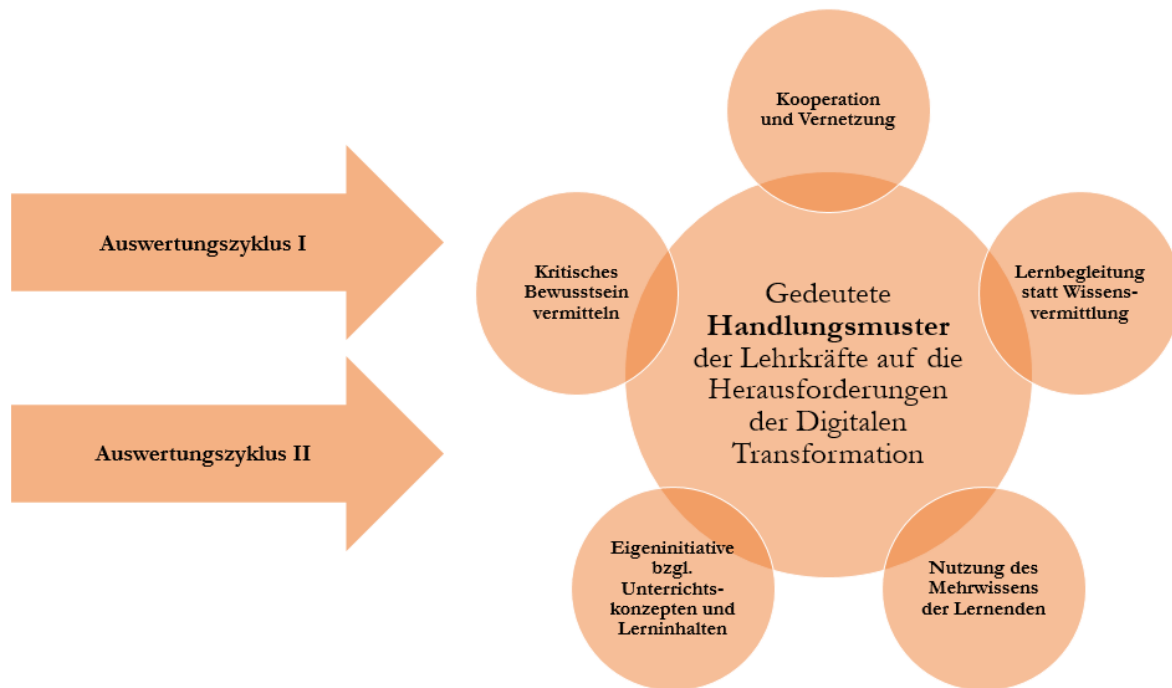 Auswertungszyklus I
Auswertungszyklus II
Kooperation
und Vernetzung
Kritisches
Bewusstsein
vermitteln
Lernbegleitung
statt Wissens-
vermittlung
Gedeutete
Handlungsmuster
der Lehrkräfte auf die
Herausforderungen
der Digitalen
Transformation
Eigeninitiative
bzgl.
Unterrichts-
konzepten und
Lerninhalten
Nutzung des
Mehrwissens
der Lernenden